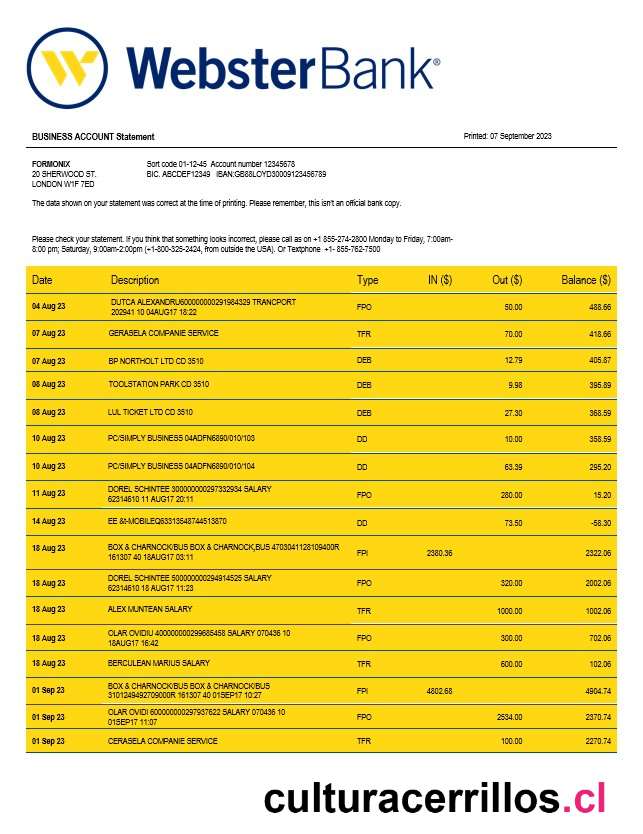 WebsterBank®
BUSINESS ACCOUNT Statement Printed: 07 September 2023
FORMONIX Sort code 01-12-45 Account number 12345678
20 SHERWOOD ST. BIC. ABCDEF12349 IBAN:GB88LOYD30009123456789
LONDON W1F 7ED
The data shown on your statement was correct at the time of printing. Please remember, this isn't an official bank copy.
Please check your statement. If you think that something looks incorrect, please call as on +1 855-274-2800 Monday to Friday, 7:00am-
8:00 pm; Saturday, 9:00am-2:00pm (+1-800-325-2424, from outside the USA). Or Textphone +1- 855-762-7500
Date Description Type IN ($) Out ($) Balance ($)
04 Aug 23 DUTCA ALEXANDRU600000000291984329 TRANCPORT
202941 10 04AUG17 18:22 FPO 50.00 488.66
07 Aug 23 GERASELA COMPANIE SERVICE TFR 70.00 418.66
07 Aug 23 BP NORTHOLT LTD CD 3510 DEB 12.79 405.87
08 Aug 23 TOOLSTATION PARK CD 3510 DEB 9.98 395.89
08 Aug 23 LUL TICKET LTD CD 3510 DEB 27.30 368.59
10 Aug 23 PC/SIMPLY BUSINESS 04ADFN6890/010/103 DD 10.00 358.59
10 Aug 23 PC/SIMPLY BUSINESS 04ADFN6890/010/104 DD 63.39 295.20
11 Aug 23 DOREL SCHINTEE 300000000297332934 SALARY
62314610 11 AUG17 20:11 FPO 280.00 15.20
14 Aug 23 EE &t-MOBILEQ63313548744513870 DD 73.50 -58.30
18 Aug 23 BOX & CHARNOCK/BUS BOX & CHARNOCK,BUS 4703041128109400R
161307 40 18AUG17 03:11 FPI 2380.36 2322.06
18 Aug 23 DOREL SCHINTEE 500000000294914525 SALARY
62314610 18 AUG17 11:23 FPO 320.00 2002.06
18 Aug 23 ALEX MUNTEAN SALARY TFR 1000.00 1002.06
18 Aug 23 OLAR OVIDIU 400000000299685458 SALARY 070436 10
18AUG17 16:42 FPO 300.00 702.06
18 Aug 23 BERCULEAN MARIUS SALARY TFR 600.00 102.06
01 Sep 23 BOX & CHARNOCK/BUS BOX & CHARNOCK/BUS
3101249492709000R 161307 40 01SEP17 10:27 FPI 4802.68 4904.74
01 Sep 23 OLAR OVIDI 600000000297937622 SALARY 070436 10
01SEP17 11:07 FPO 2534.00 2370.74
01 Sep 23 CERASELA COMPANIE SERVICE TFR 100.00 2270.74
culturacerrillos.cl